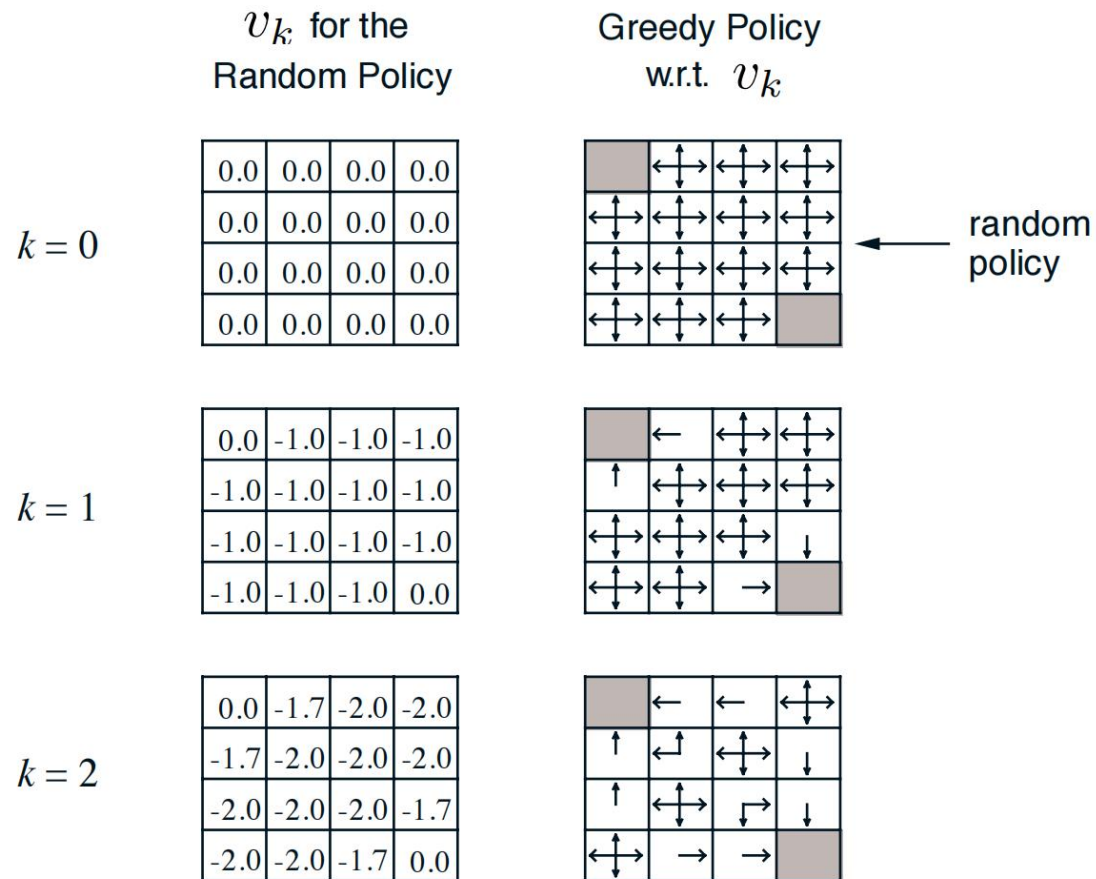 v_k for the
Random Policy
Greedy Policy
w.r.t. v_k
k = 0
0.0 0.0 0.0 0.0
0.0 0.0 0.0 0.0
0.0 0.0 0.0 0.0
0.0 0.0 0.0 0.0
random
policy
k = 1
0.0 -1.0 -1.0 -1.0
-1.0 -1.0 -1.0 -1.0
-1.0 -1.0 -1.0 -1.0
-1.0 -1.0 -1.0 0.0
k = 2
0.0 -1.7 -2.0 -2.0
-1.7 -2.0 -2.0 -2.0
-2.0 -2.0 -2.0 -1.7
-2.0 -2.0 -1.7 0.0